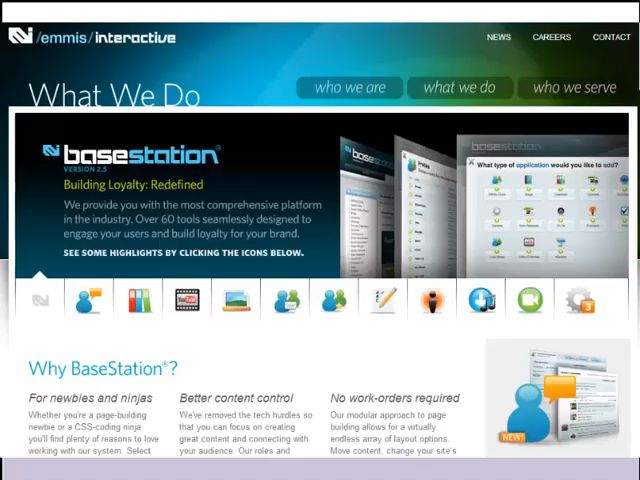 /emmis/interactive
NEWS CAREERS CONTACT
What We Do
who we are what we do who we serve
basestation®
VERSION 2.5
Building Loyalty: Redefined
We provide you with the most comprehensive platform
in the industry. Over 60 tools seamlessly designed to
engage your users and build loyalty for your brand.
SEE SOME HIGHLIGHTS BY CLICKING THE ICONS BELOW.
basestation
What type of application would you like to add?
You Tube
3
Why BaseStation®?
For newbies and ninjas
Whether you're a page-building
newbie or a CSS-coding ninja
you'll find plenty of reasons to love
working with our system. Select
Better content control
We've removed the tech hurdles so
that you can focus on creating
great content and connecting with
your audience. Our roles and
No work-orders required
Our modular approach to page
building allows for a virtually
endless array of layout options.
Move content, change your site's
NEW!